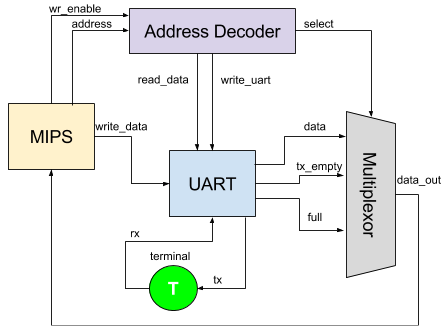 wr_enable
address
Address Decoder
select
read_data
write_uart
MIPS
write_data
UART
data
tx_empty
full
Multiplexor
data_out
rx
terminal
T
tx